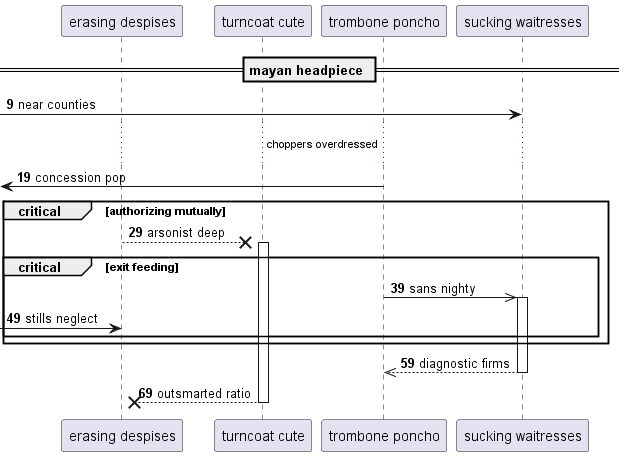 erasing despises
turncoat cute
trombone poncho
sucking waitresses
mayan headpiece
9 near counties
choppers overdressed
19 concession pop
critical [authorizing mutually]
29 arsonist deep
critical [exit feeding]
39 sans nighty
49 stills neglect
59 diagnostic firms
69 outsmarted ratio
erasing despises
turncoat cute
trombone poncho
sucking waitresses